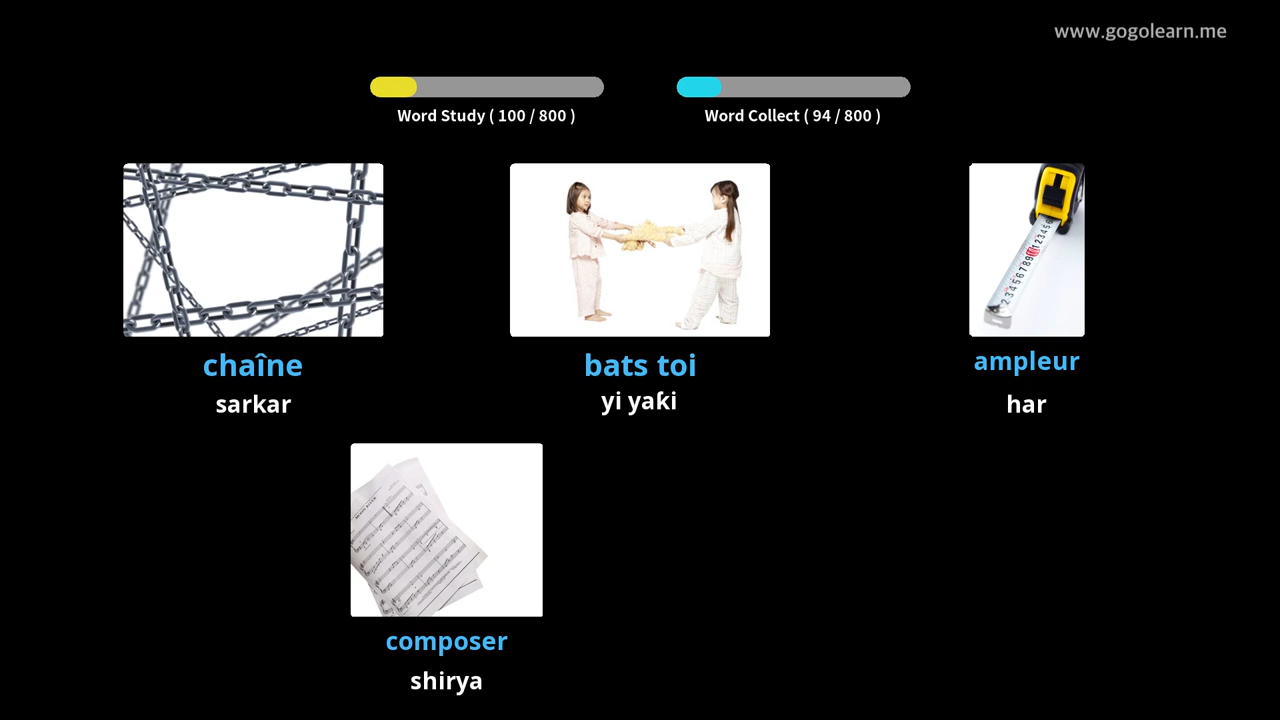 www.gogolearn.me
Word Study ( 100 / 800 )
Word Collect ( 94 / 800 )
chaîne
sarkar
bats toi
yi yaƙi
ampleur
har
composer
shirya